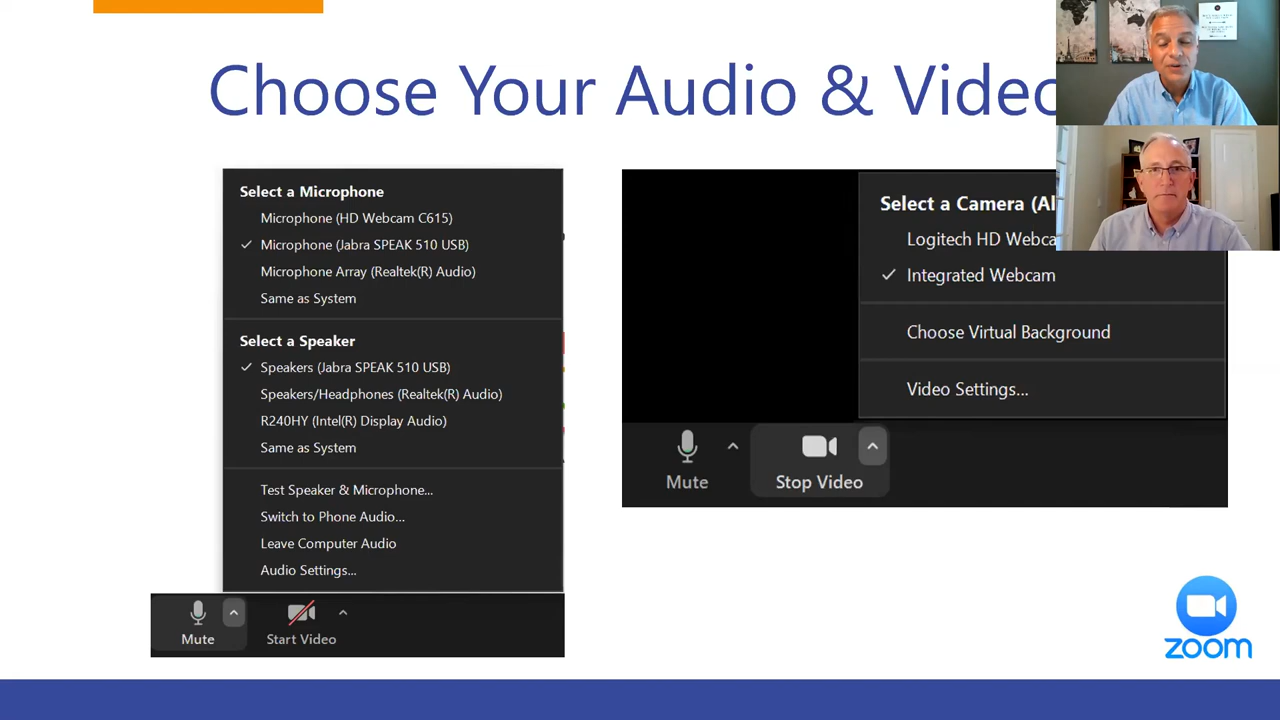 Choose Your Audio & Video
Select a Microphone
Microphone (HD Webcam C615)
Microphone (Jabra SPEAK 510 USB)
Microphone Array (Realtek(R) Audio)
Same as System
Select a Speaker
Speakers (Jabra SPEAK 510 USB)
Speakers/Headphones (Realtek(R) Audio)
R240HY (Intel(R) Display Audio)
Same as System
Test Speaker & Microphone...
Switch to Phone Audio...
Leave Computer Audio
Audio Settings...
Mute
Start Video
Select a Camera (Al
Logitech HD Webca
Integrated Webcam
Choose Virtual Background
Video Settings...
Mute
Stop Video
zoom